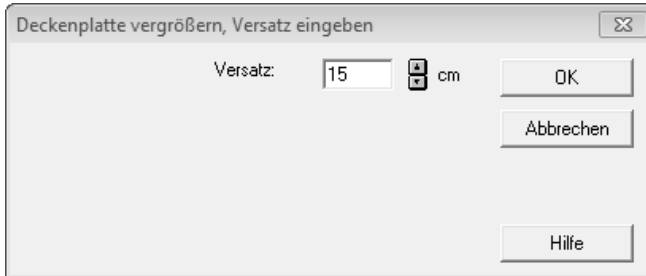 Deckenplatte vergrößern, Versatz eingeben
Versatz: 15 cm OK
Abbrechen
Hilfe